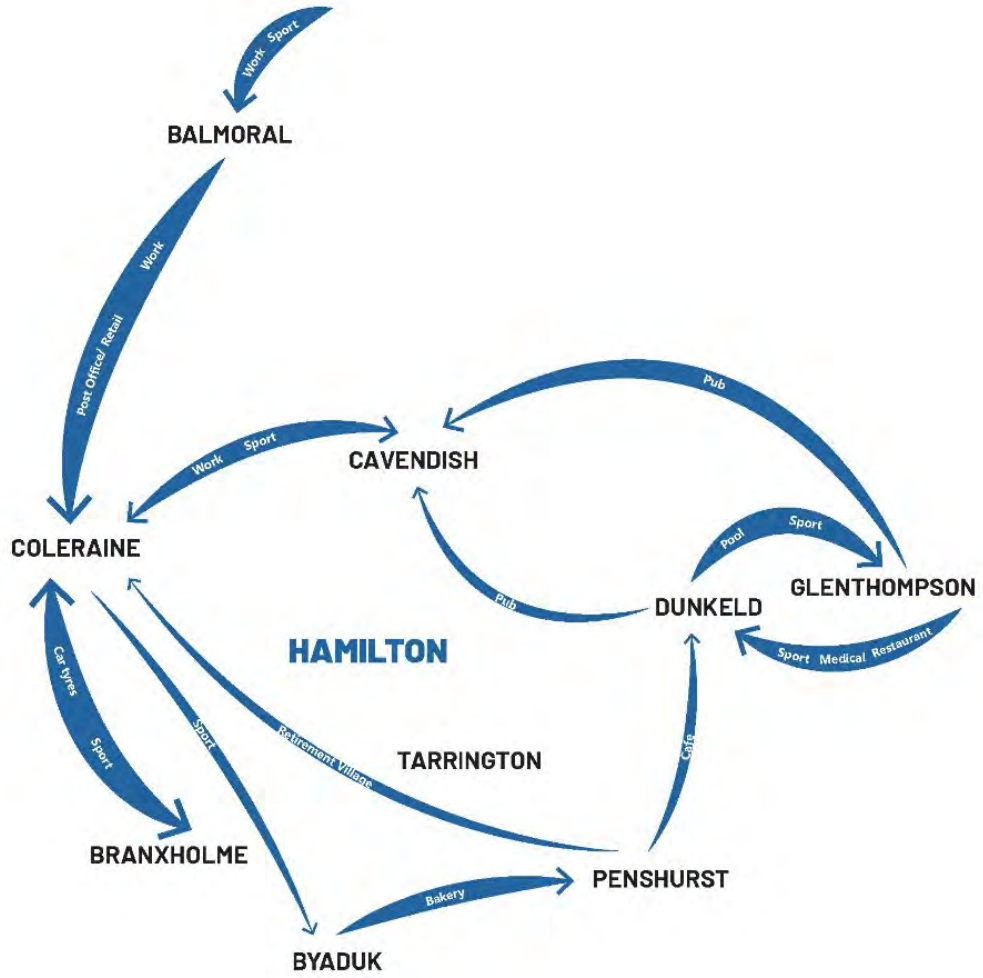 Work Sport
BALMORAL
Work
Post Office/ Retail
Pub
Work Sport
CAVENDISH
COLERAINE
Pool Sport
GLENTHOMPSON
Pub
DUNKELD
HAMILTON
Sport Medical Restaurant
Car tyres
Sport
Sport
Retirement Village
TARRINGTON
Cafe
BRANXHOLME
PENSHURST
Bakery
BYADUK